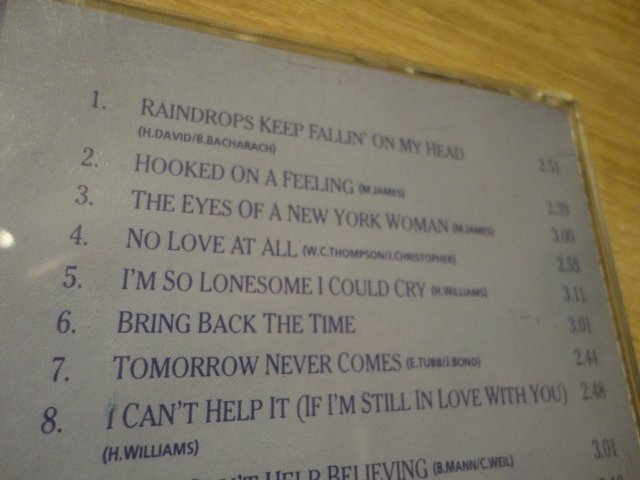 1. RAINDROPS KEEP FALLIN' ON MY HEAD 2.51
(H.DAVID/B.BACHARACH)
2. HOOKED ON A FEELING (M.JAMES) 2.39
3. THE EYES OF A NEW YORK WOMAN (M.JAMES) 3.00
4. NO LOVE AT ALL (W.C.THOMPSON/J.CHRISTOPHER) 2.55
5. I'M SO LONESOME I COULD CRY (H.WILLIAMS) 3.11
6. BRING BACK THE TIME 3.01
7. TOMORROW NEVER COMES (E.TUBB/J.BOND) 2.44
8. I CAN'T HELP IT (IF I'M STILL IN LOVE WITH YOU) 2.48
(H.WILLIAMS)
HELP BELIEVING (B.MANN/C.WEIL) 3.01